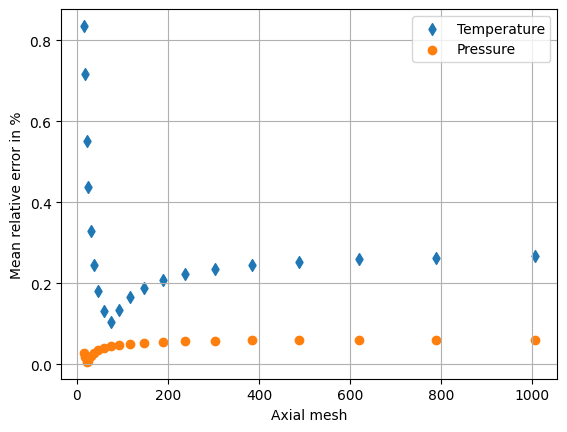 Temperature
Pressure
Mean relative error in %
0.8
0.6
0.4
0.2
0.0
0 200 400 600 800 1000
Axial mesh